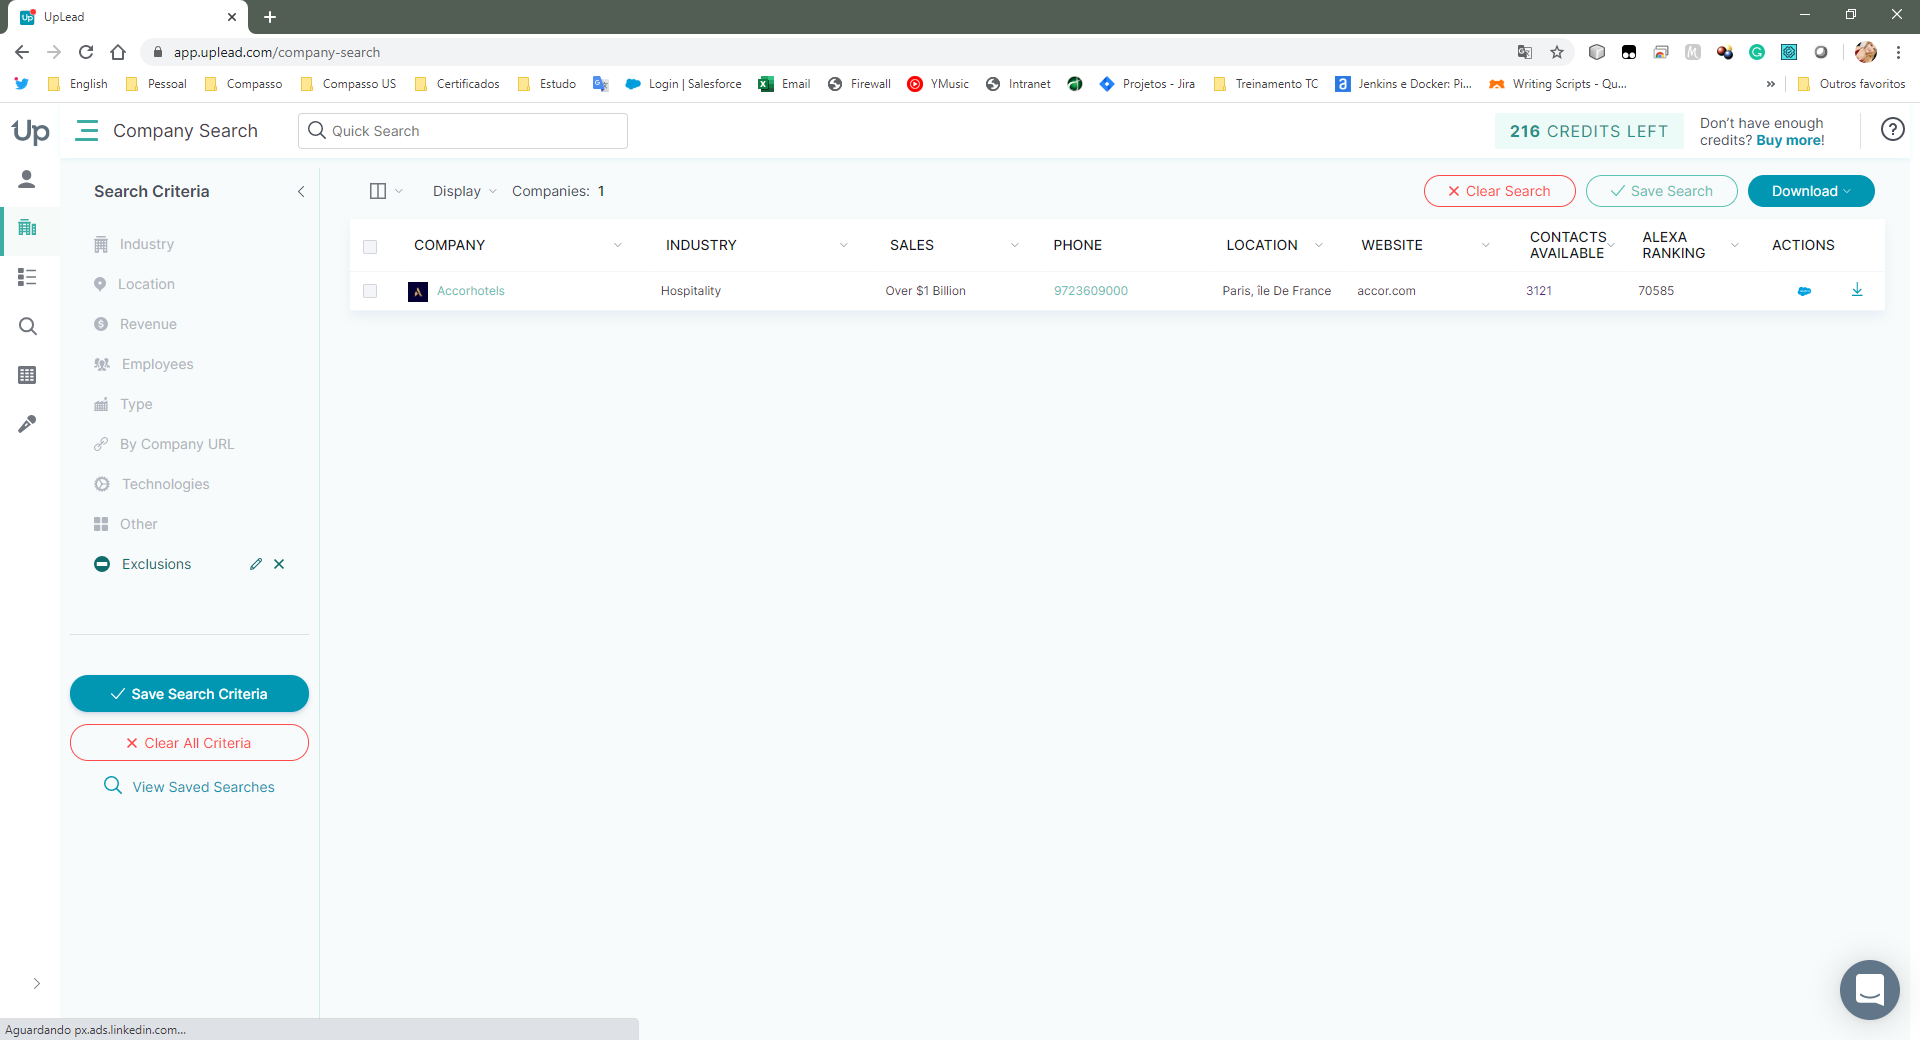 UpLead
app.uplead.com/company-search
English
Pessoal
Compasso
Compasso US
Certificados
Estudo
Login | Salesforce
Email
Firewall
YMusic
Intranet
Projetos - Jira
Treinamento TC
Jenkins e Docker: Pi...
Writing Scripts - Qu...
»
Outros favoritos
Up
Company Search
Quick Search
216 CREDITS LEFT
Don't have enough
credits? Buy more!
Search Criteria
Display
Companies: 1
Clear Search
Save Search
Download
Industry
Location
Revenue
Employees
Type
By Company URL
Technologies
Other
Exclusions
Save Search Criteria
Clear All Criteria
View Saved Searches
COMPANY
INDUSTRY
SALES
PHONE
LOCATION
WEBSITE
CONTACTS
AVAILABLE
ALEXA
RANKING
ACTIONS
Accorhotels
Hospitality
Over $1 Billion
9723609000
Paris, île De France
accor.com
3121
70585
Aguardando px.ads.linkedin.com...